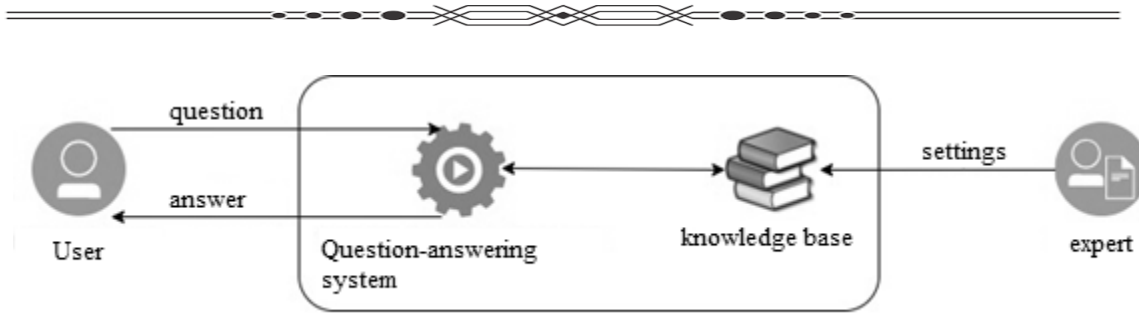 question
answer
User
Question-answering
system
knowledge base
settings
expert